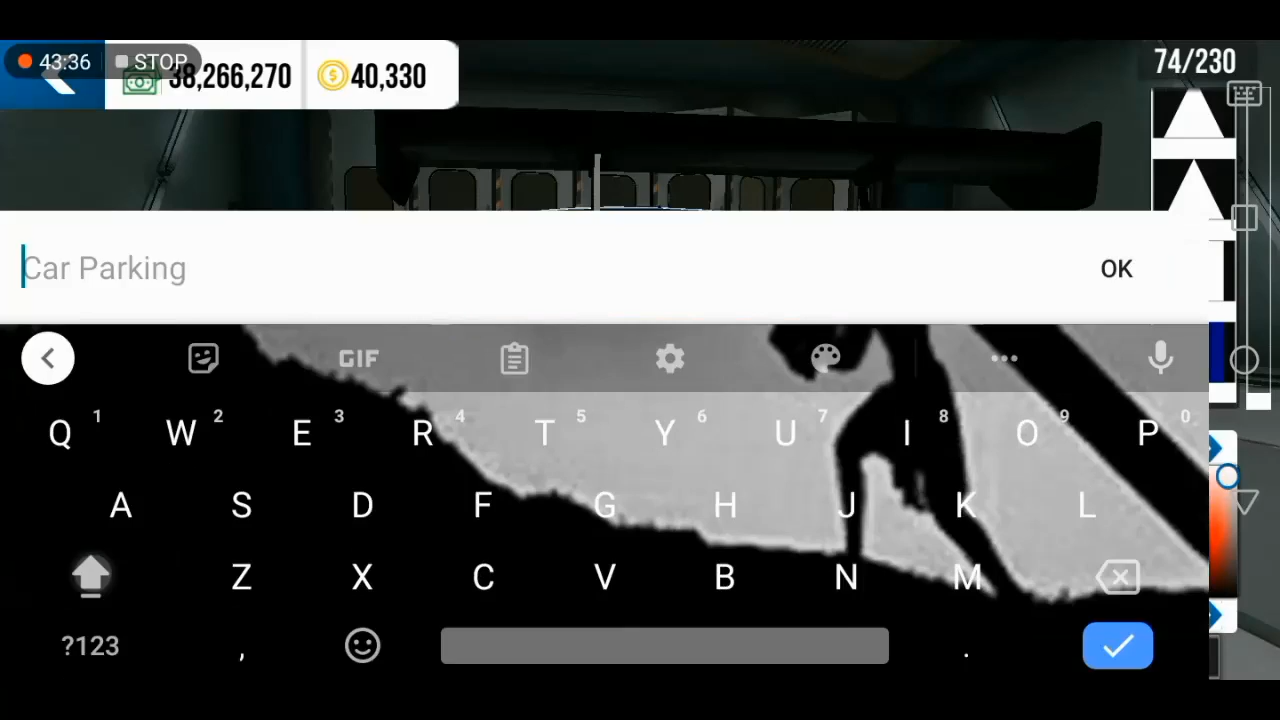 43:36 STOP
38,266,270 40,330
74/230
Car Parking OK
GIF
Q 1 W 2 E 3 R 4 T 5 Y 6 U 7 I 8 O 9 P 0
A S D F G H J K L
Z X C V B N M
?123 , .